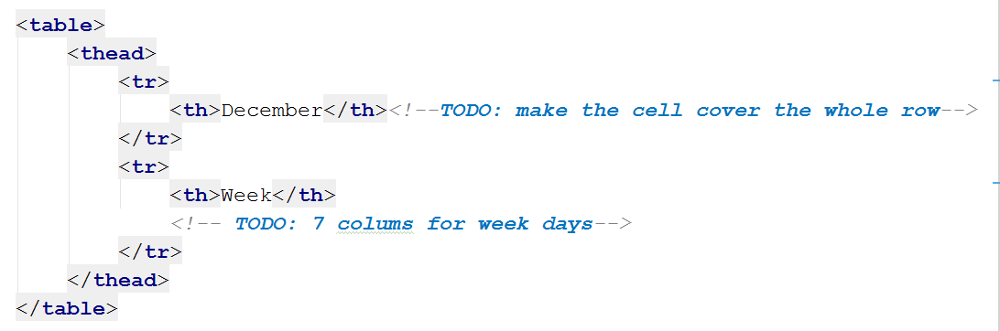 <table>
<thead>
<tr>
<th>December</th><!--TODO: make the cell cover the whole row-->
</tr>
<tr>
<th>Week</th>
<!-- TODO: 7 colums for week days-->
</tr>
</thead>
</table>